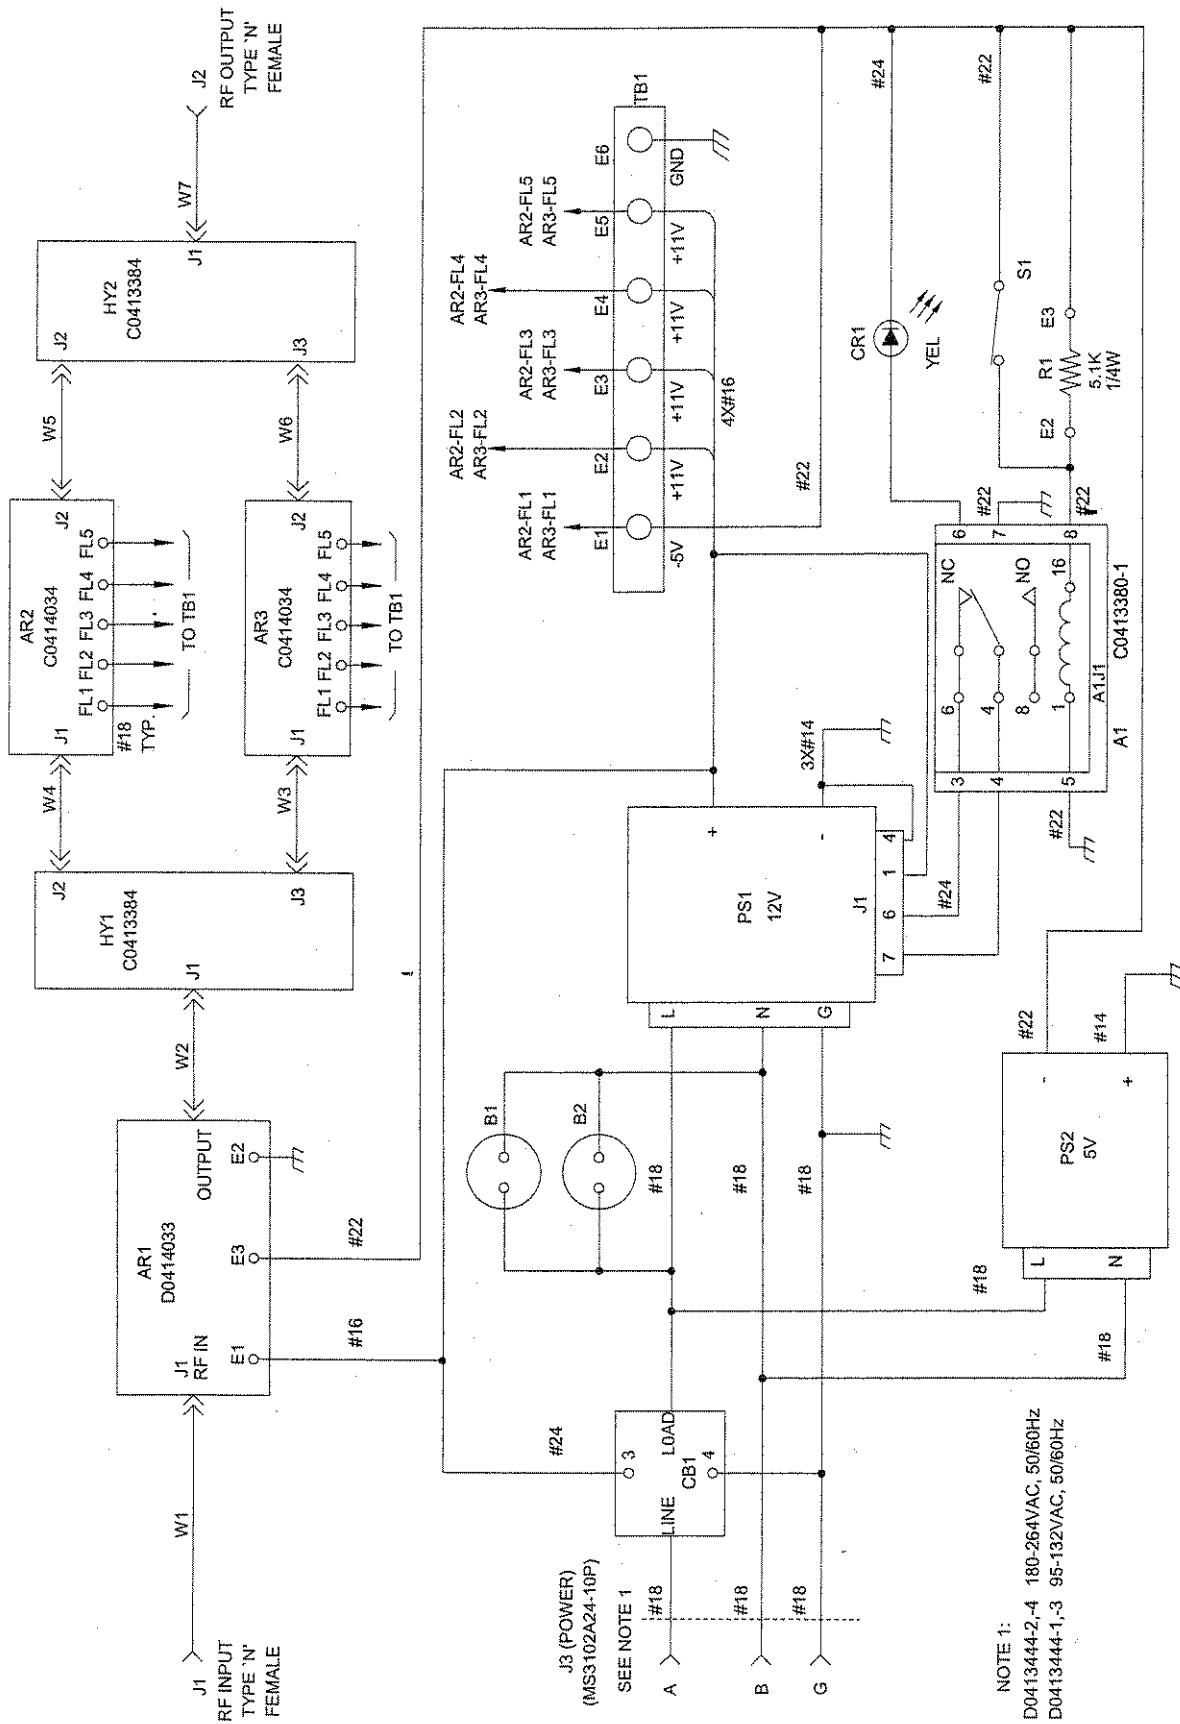 J1
RF INPUT
TYPE 'N'
FEMALE
W1
J1
RF IN
AR1
D0414033
OUTPUT
E1
E3
E2
#16
#22
W2
HY1
C0413384
J1
J2
J3
W4
W3
J1
AR2
C0414034
J2
FL1 FL2 FL3 FL4 FL5
#18
TYP.
TO TB1
J1
AR3
C0414034
J2
FL1 FL2 FL3 FL4 FL5
TO TB1
W5
W6
HY2
C0413384
J2
J3
J1
W7
J2
RF OUTPUT
TYPE 'N'
FEMALE
J3 (POWER)
(MS3102A24-10P)
SEE NOTE 1
A
B
G
#18
#18
#18
LINE
LOAD
3
CB1
4
#24
B1
B2
#18
#18
#18
L
N
G
PS1
12V
+
-
J1
7
6
1
4
3X#14
#24
AR2-FL1
AR3-FL1
AR2-FL2
AR3-FL2
AR2-FL3
AR3-FL3
AR2-FL4
AR3-FL4
AR2-FL5
AR3-FL5
E1
E2
E3
E4
E5
E6
TB1
-5V
+11V
+11V
+11V
+11V
GND
4X#16
#22
CR1
YEL
#24
S1
#22
E2
R1
E3
5.1K
1/4W
3
4
5
6
4
8
1
NC
NO
16
6
7
8
#22
#22
#22
A1J1
A1
C0413380-1
#18
#18
L
N
PS2
5V
-
+
#22
#14
NOTE 1:
D0413444-2,-4 180-264VAC, 50/60Hz
D0413444-1,-3 95-132VAC, 50/60Hz